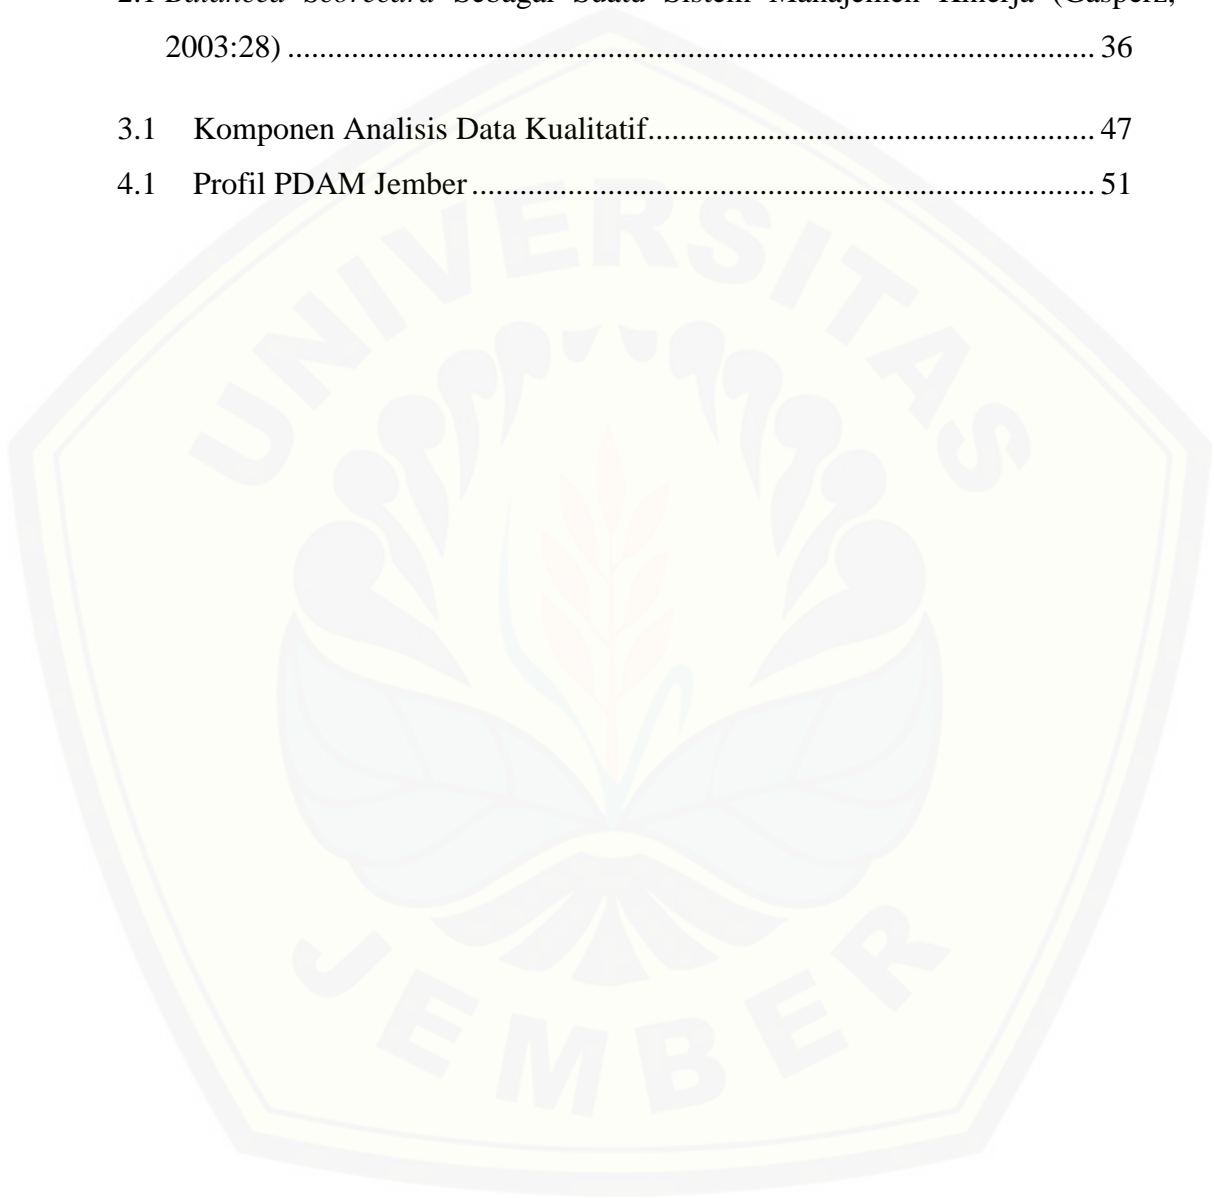 2.1 Balanced Scorecard Sebagai Suatu Sistem Manajemen Kinerja (Gasperz,
2003:28) .................................................................................................... 36
3.1 Komponen Analisis Data Kualitatif....................................................... 47
4.1 Profil PDAM Jember ............................................................................. 51
UNIVERSITAS
JEMBER